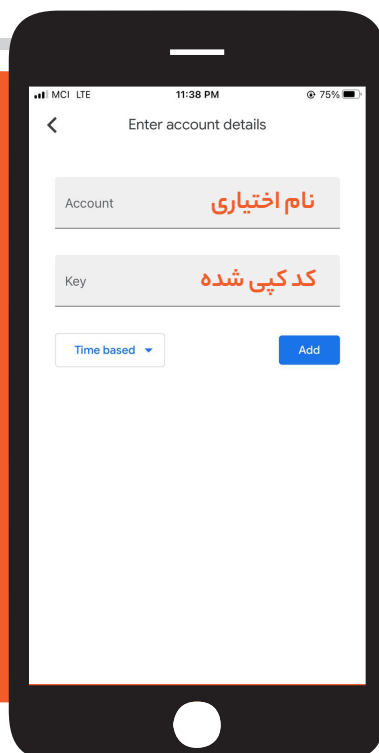 MCI LTE 11:38 PM 75%
Enter account details
Account نام اختیاری
Key کد کپی شده
Time based Add